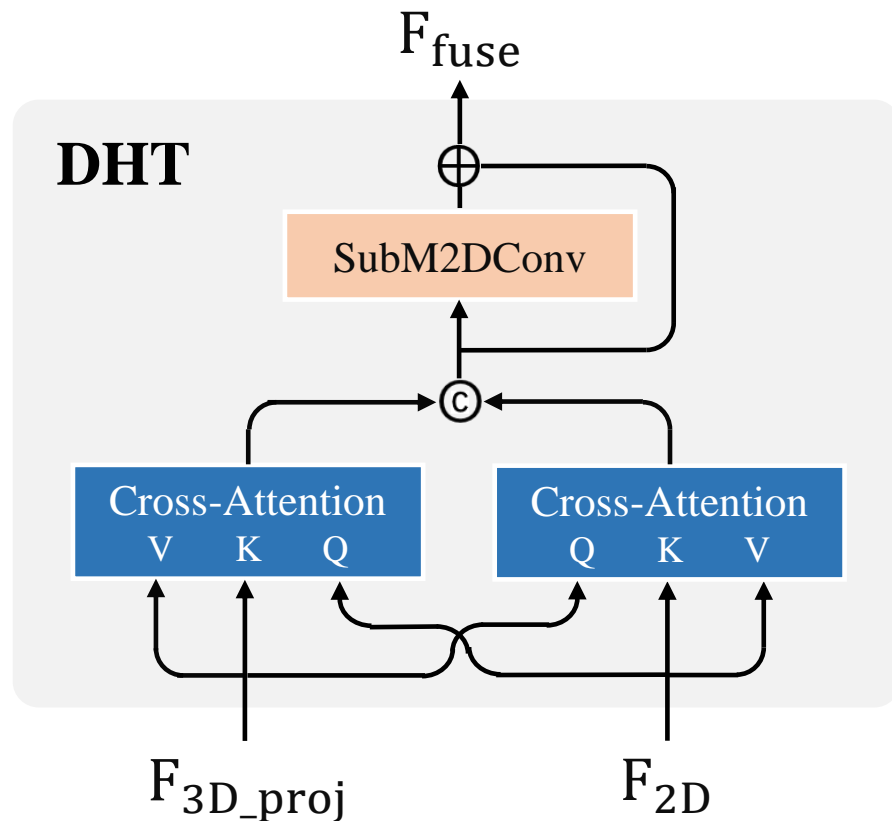 F_fuse
DHT
SubM2DConv
C
Cross-Attention
V K Q
Cross-Attention
Q K V
F_3D_proj
F_2D